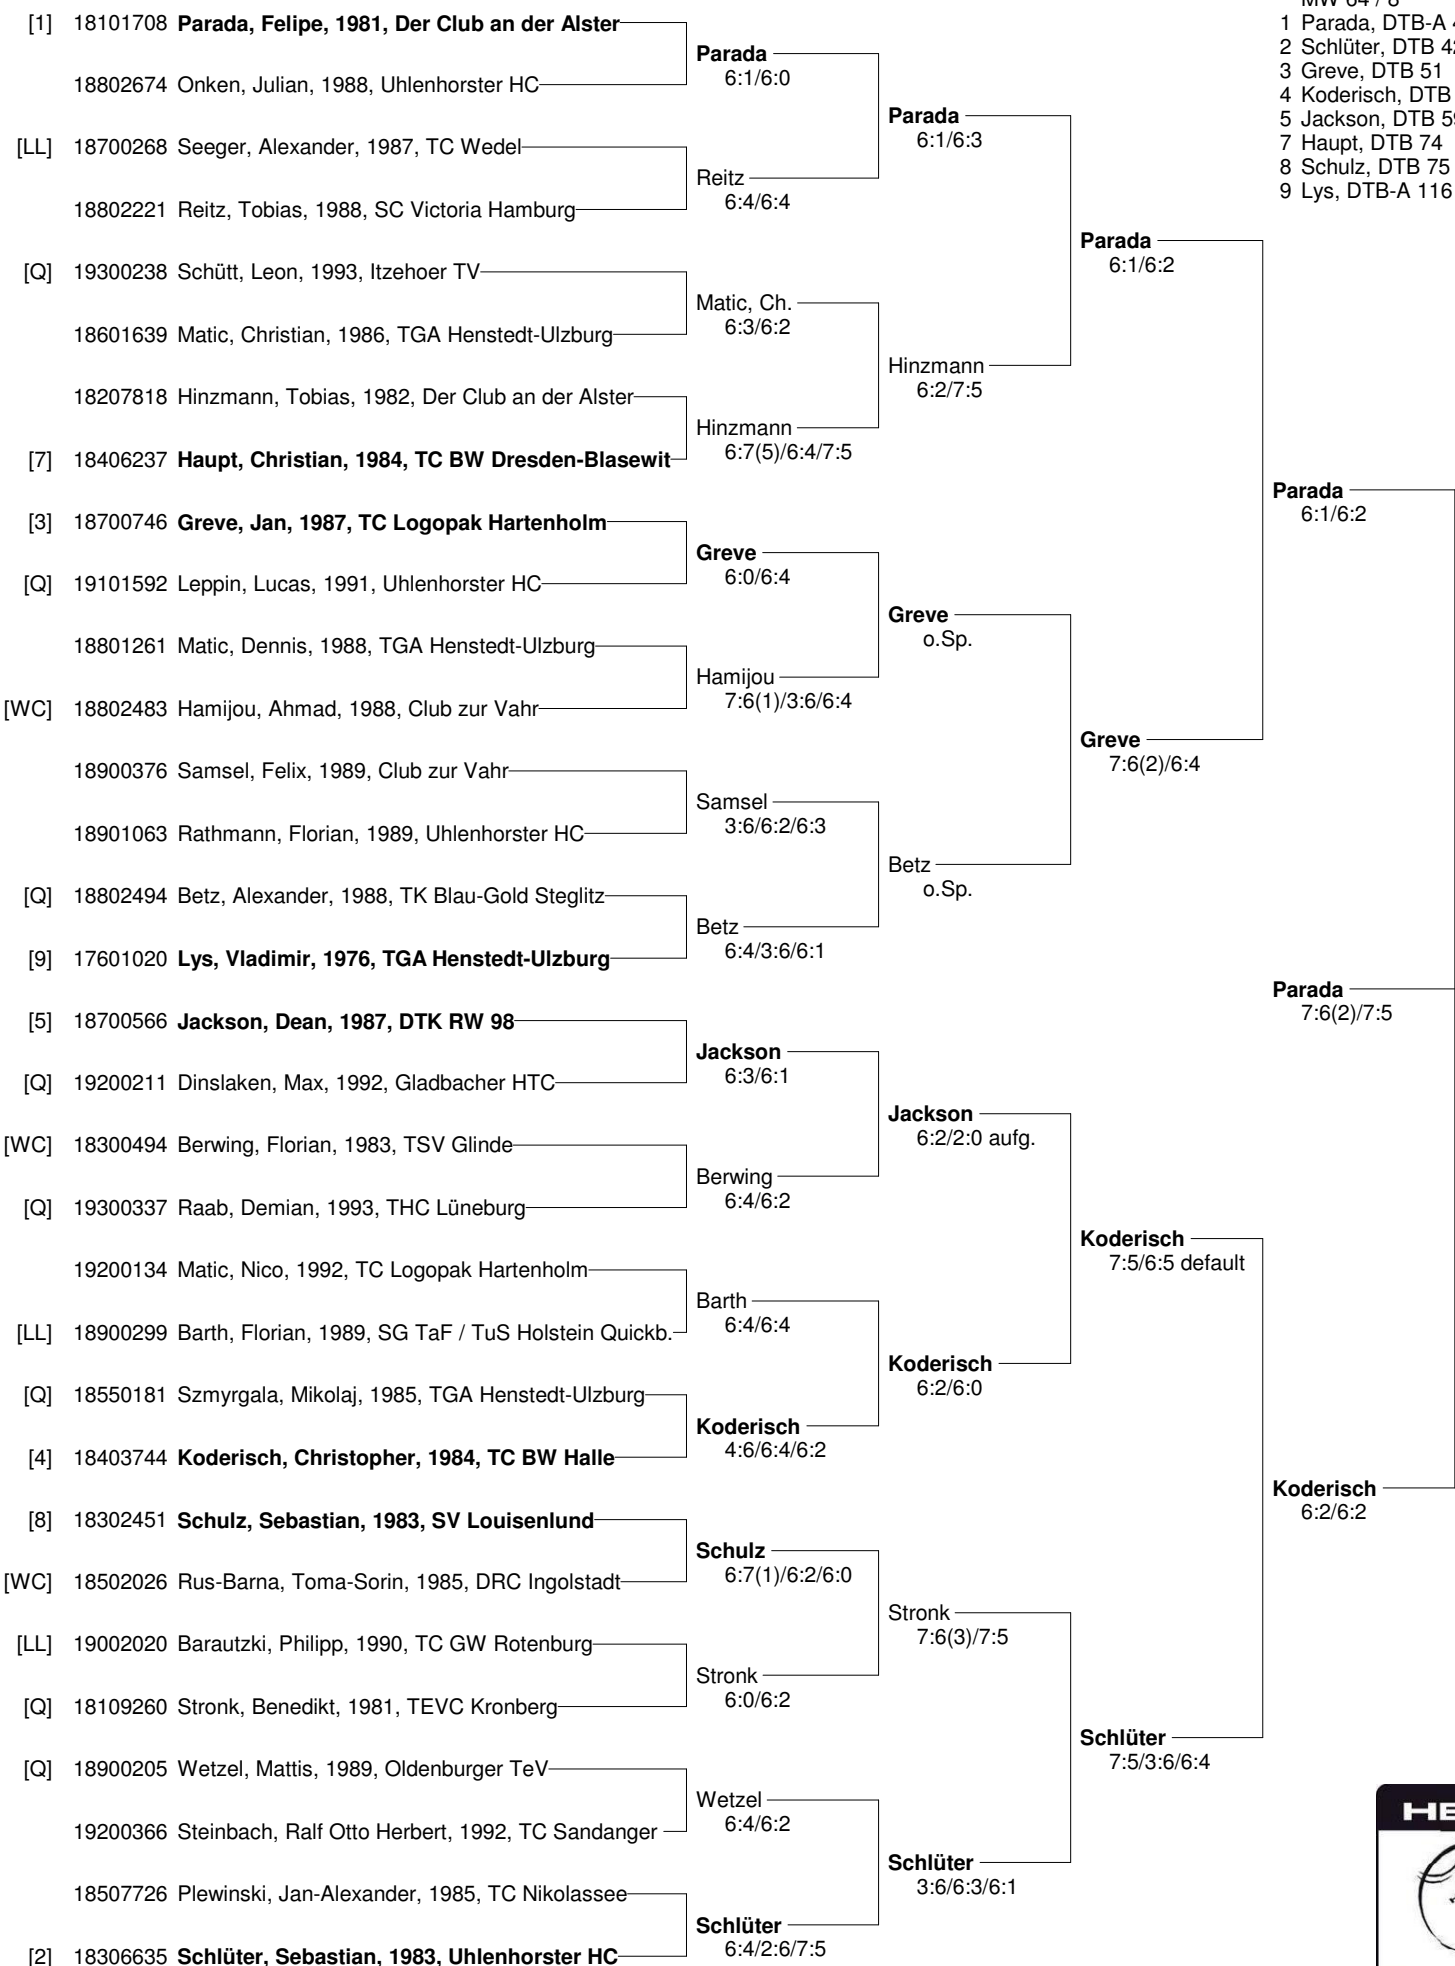 MW 64 / 8
1 Parada, DTB-A
2 Schlüter, DTB
3 Greve, DTB 51
4 Koderisch, DTB
5 Jackson, DTB
7 Haupt, DTB 74
8 Schulz, DTB 75
9 Lys, DTB-A 116
[1] 18101708 Parada, Felipe, 1981, Der Club an der Alster
Parada
6:1/6:0
18802674 Onken, Julian, 1988, Uhlenhorster HC
Parada
6:1/6:3
[LL] 18700268 Seeger, Alexander, 1987, TC Wedel
Reitz
6:4/6:4
18802221 Reitz, Tobias, 1988, SC Victoria Hamburg
Parada
6:1/6:2
[Q] 19300238 Schütt, Leon, 1993, Itzehoer TV
Matic, Ch.
6:3/6:2
18601639 Matic, Christian, 1986, TGA Henstedt-Ulzburg
Hinzmann
6:2/7:5
18207818 Hinzmann, Tobias, 1982, Der Club an der Alster
Hinzmann
6:7(5)/6:4/7:5
[7] 18406237 Haupt, Christian, 1984, TC BW Dresden-Blasewit
Parada
6:1/6:2
[3] 18700746 Greve, Jan, 1987, TC Logopak Hartenholm
Greve
6:0/6:4
[Q] 19101592 Leppin, Lucas, 1991, Uhlenhorster HC
Greve
o.Sp.
18801261 Matic, Dennis, 1988, TGA Henstedt-Ulzburg
Hamijou
7:6(1)/3:6/6:4
[WC] 18802483 Hamijou, Ahmad, 1988, Club zur Vahr
Greve
7:6(2)/6:4
18900376 Samsel, Felix, 1989, Club zur Vahr
Samsel
3:6/6:2/6:3
18901063 Rathmann, Florian, 1989, Uhlenhorster HC
Betz
o.Sp.
[Q] 18802494 Betz, Alexander, 1988, TK Blau-Gold Steglitz
Betz
6:4/3:6/6:1
[9] 17601020 Lys, Vladimir, 1976, TGA Henstedt-Ulzburg
Parada
7:6(2)/7:5
[5] 18700566 Jackson, Dean, 1987, DTK RW 98
Jackson
6:3/6:1
[Q] 19200211 Dinslaken, Max, 1992, Gladbacher HTC
Jackson
6:2/2:0 aufg.
[WC] 18300494 Berwing, Florian, 1983, TSV Glinde
Berwing
6:4/6:2
[Q] 19300337 Raab, Demian, 1993, THC Lüneburg
Koderisch
7:5/6:5 default
19200134 Matic, Nico, 1992, TC Logopak Hartenholm
Barth
6:4/6:4
[LL] 18900299 Barth, Florian, 1989, SG TaF / TuS Holstein Quickb.
Koderisch
6:2/6:0
[Q] 18550181 Szmyrgala, Mikolaj, 1985, TGA Henstedt-Ulzburg
Koderisch
4:6/6:4/6:2
[4] 18403744 Koderisch, Christopher, 1984, TC BW Halle
Koderisch
6:2/6:2
[8] 18302451 Schulz, Sebastian, 1983, SV Louisenlund
Schulz
6:7(1)/6:2/6:0
[WC] 18502026 Rus-Barna, Toma-Sorin, 1985, DRC Ingolstadt
Stronk
7:6(3)/7:5
[LL] 19002020 Barautzki, Philipp, 1990, TC GW Rotenburg
Stronk
6:0/6:2
[Q] 18109260 Stronk, Benedikt, 1981, TEVC Kronberg
Schlüter
7:5/3:6/6:4
[Q] 18900205 Wetzel, Mattis, 1989, Oldenburger TeV
Wetzel
6:4/6:2
19200366 Steinbach, Ralf Otto Herbert, 1992, TC Sandanger
Schlüter
3:6/6:3/6:1
18507726 Plewinski, Jan-Alexander, 1985, TC Nikolassee
Schlüter
6:4/2:6/7:5
[2] 18306635 Schlüter, Sebastian, 1983, Uhlenhorster HC